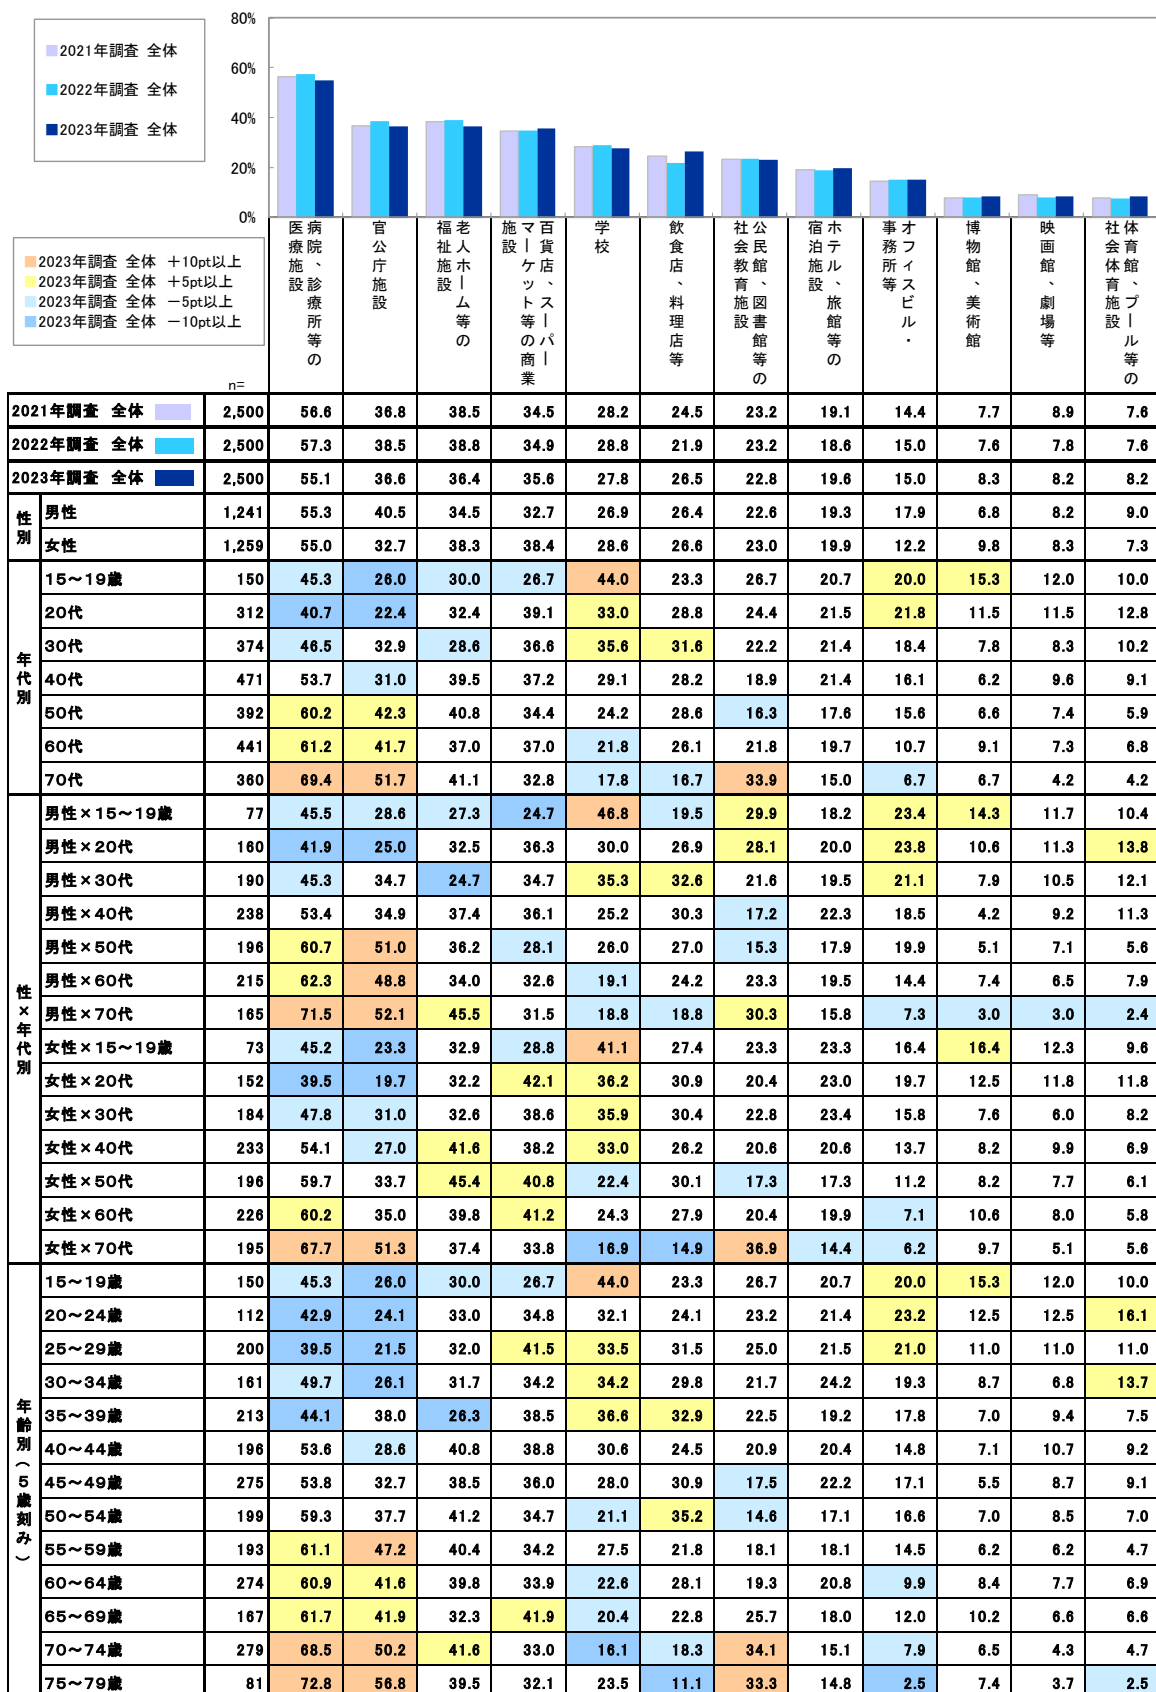 80%
60%
40%
20%
0%
2021年調査 全体
2022年調査 全体
2023年調査 全体
2023年調査 全体 ＋10pt以上
2023年調査 全体 ＋5pt以上
2023年調査 全体 －5pt以上
2023年調査 全体 －10pt以上
病院、診療所等の
医療施設
官公庁施設
老人ホーム等の
福祉施設
百貨店、スーパー
マーケット等の商業
施設
学校
飲食店、料理店等
公民館、図書館等の
社会教育施設
ホテル、旅館等の
宿泊施設
オフィスビル・
事務所等
博物館、美術館
映画館、劇場等
体育館、プール等の
社会体育施設
n=
2021年調査 全体 2,500 56.6 36.8 38.5 34.5 28.2 24.5 23.2 19.1 14.4 7.7 8.9 7.6
2022年調査 全体 2,500 57.3 38.5 38.8 34.9 28.8 21.9 23.2 18.6 15.0 7.6 7.8 7.6
2023年調査 全体 2,500 55.1 36.6 36.4 35.6 27.8 26.5 22.8 19.6 15.0 8.3 8.2 8.2
性別
男性 1,241 55.3 40.5 34.5 32.7 26.9 26.4 22.6 19.3 17.9 6.8 8.2 9.0
女性 1,259 55.0 32.7 38.3 38.4 28.6 26.6 23.0 19.9 12.2 9.8 8.3 7.3
年代別
15～19歳 150 45.3 26.0 30.0 26.7 44.0 23.3 26.7 20.7 20.0 15.3 12.0 10.0
20代 312 40.7 22.4 32.4 39.1 33.0 28.8 24.4 21.5 21.8 11.5 11.5 12.8
30代 374 46.5 32.9 28.6 36.6 35.6 31.6 22.2 21.4 18.4 7.8 8.3 10.2
40代 471 53.7 31.0 39.5 37.2 29.1 28.2 18.9 21.4 16.1 6.2 9.6 9.1
50代 392 60.2 42.3 40.8 34.4 24.2 28.6 16.3 17.6 15.6 6.6 7.4 5.9
60代 441 61.2 41.7 37.0 37.0 21.8 26.1 21.8 19.7 10.7 9.1 7.3 6.8
70代 360 69.4 51.7 41.1 32.8 17.8 16.7 33.9 15.0 6.7 6.7 4.2 4.2
性×年代別
男性×15～19歳 77 45.5 28.6 27.3 24.7 46.8 19.5 29.9 18.2 23.4 14.3 11.7 10.4
男性×20代 160 41.9 25.0 32.5 36.3 30.0 26.9 28.1 20.0 23.8 10.6 11.3 13.8
男性×30代 190 45.3 34.7 24.7 34.7 35.3 32.6 21.6 19.5 21.1 7.9 10.5 12.1
男性×40代 238 53.4 34.9 37.4 36.1 25.2 30.3 17.2 22.3 18.5 4.2 9.2 11.3
男性×50代 196 60.7 51.0 36.2 28.1 26.0 27.0 15.3 17.9 19.9 5.1 7.1 5.6
男性×60代 215 62.3 48.8 34.0 32.6 19.1 24.2 23.3 19.5 14.4 7.4 6.5 7.9
男性×70代 165 71.5 52.1 45.5 31.5 18.8 18.8 30.3 15.8 7.3 3.0 3.0 2.4
女性×15～19歳 73 45.2 23.3 32.9 28.8 41.1 27.4 23.3 23.3 16.4 16.4 12.3 9.6
女性×20代 152 39.5 19.7 32.2 42.1 36.2 30.9 20.4 23.0 19.7 12.5 11.8 11.8
女性×30代 184 47.8 31.0 32.6 38.6 35.9 30.4 22.8 23.4 15.8 7.6 6.0 8.2
女性×40代 233 54.1 27.0 41.6 38.2 33.0 26.2 20.6 20.6 13.7 8.2 9.9 6.9
女性×50代 196 59.7 33.7 45.4 40.8 22.4 30.1 17.3 17.3 11.2 8.2 7.7 6.1
女性×60代 226 60.2 35.0 39.8 41.2 24.3 27.9 20.4 19.9 7.1 10.6 8.0 5.8
女性×70代 195 67.7 51.3 37.4 33.8 16.9 14.9 36.9 14.4 6.2 9.7 5.1 5.6
年齢別（5歳刻み）
15～19歳 150 45.3 26.0 30.0 26.7 44.0 23.3 26.7 20.7 20.0 15.3 12.0 10.0
20～24歳 112 42.9 24.1 33.0 34.8 32.1 24.1 23.2 21.4 23.2 12.5 12.5 16.1
25～29歳 200 39.5 21.5 32.0 41.5 33.5 31.5 25.0 21.5 21.0 11.0 11.0 11.0
30～34歳 161 49.7 26.1 31.7 34.2 34.2 29.8 21.7 24.2 19.3 8.7 6.8 13.7
35～39歳 213 44.1 38.0 26.3 38.5 36.6 32.9 22.5 19.2 17.8 7.0 9.4 7.5
40～44歳 196 53.6 28.6 40.8 38.8 30.6 24.5 20.9 20.4 14.8 7.1 10.7 9.2
45～49歳 275 53.8 32.7 38.5 36.0 28.0 30.9 17.5 22.2 17.1 5.5 8.7 9.1
50～54歳 199 59.3 37.7 41.2 34.7 21.1 35.2 14.6 17.1 16.6 7.0 8.5 7.0
55～59歳 193 61.1 47.2 40.4 34.2 27.5 21.8 18.1 18.1 14.5 6.2 6.2 4.7
60～64歳 274 60.9 41.6 39.8 33.9 22.6 28.1 19.3 20.8 9.9 8.4 7.7 6.9
65～69歳 167 61.7 41.9 32.3 41.9 20.4 22.8 25.7 18.0 12.0 10.2 6.6 6.6
70～74歳 279 68.5 50.2 41.6 33.0 16.1 18.3 34.1 15.1 7.9 6.5 4.3 4.7
75～79歳 81 72.8 56.8 39.5 32.1 23.5 11.1 33.3 14.8 2.5 7.4 3.7 2.5